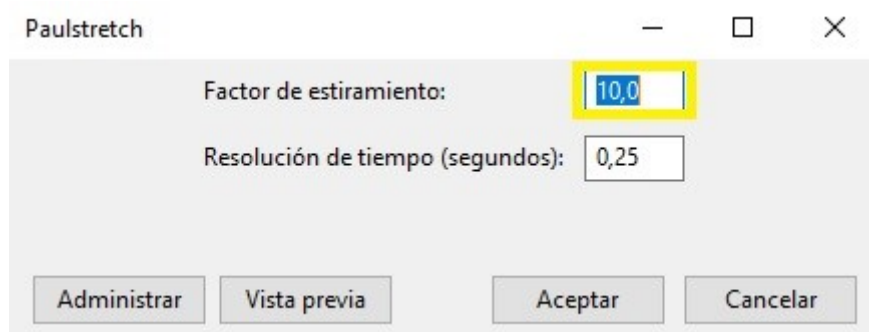 Paulstretch
Factor de estiramiento: 10,0
Resolución de tiempo (segundos): 0,25
Administrar Vista previa Aceptar Cancelar